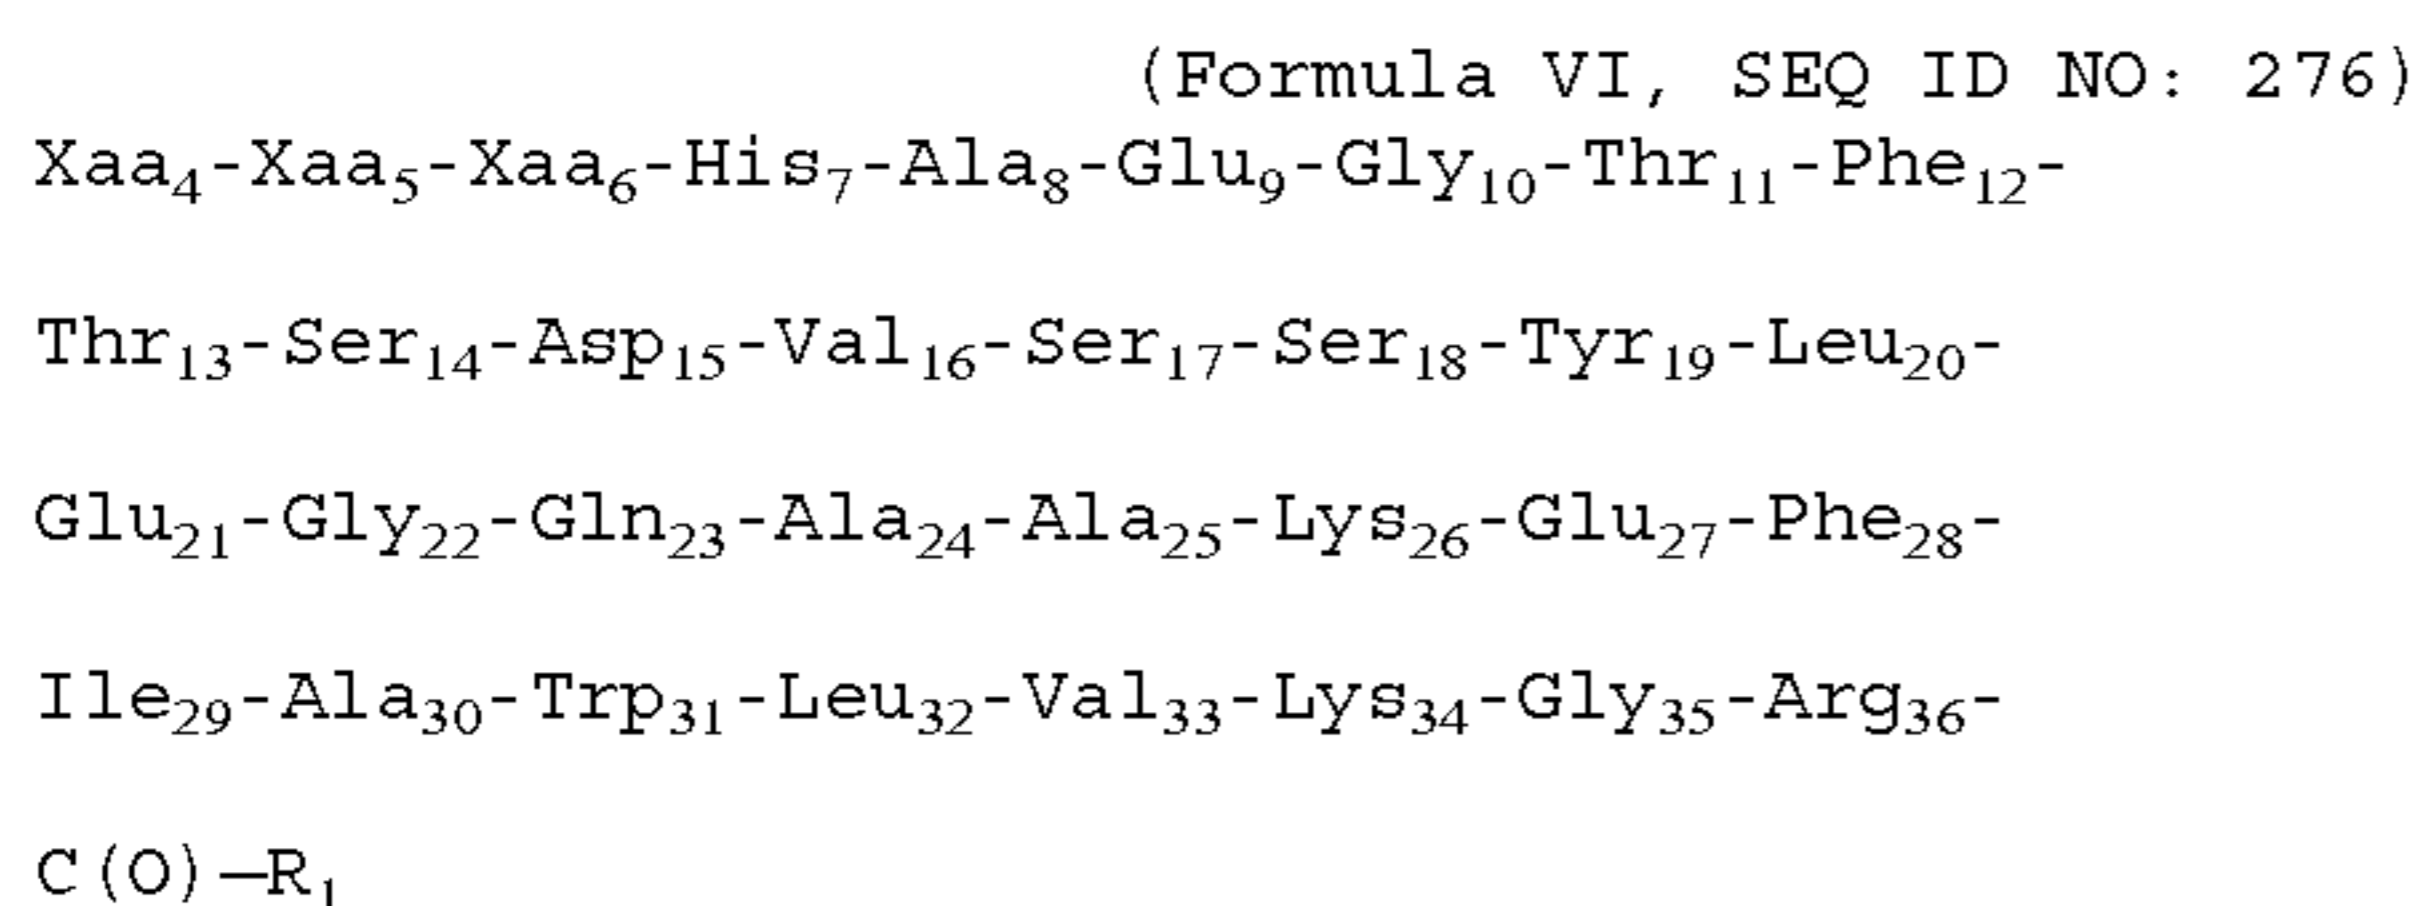 (Formula VI, SEQ ID NO: 276)
Xaa₄-Xaa₅-Xaa₆-His₇-Ala₈-Glu₉-Gly₁₀-Thr₁₁-Phe₁₂-
Thr₁₃-Ser₁₄-Asp₁₅-Val₁₆-Ser₁₇-Ser₁₈-Tyr₁₉-Leu₂₀-
Glu₂₁-Gly₂₂-Gln₂₃-Ala₂₄-Ala₂₅-Lys₂₆-Glu₂₇-Phe₂₈-
Ile₂₉-Ala₃₀-Trp₃₁-Leu₃₂-Val₃₃-Lys₃₄-Gly₃₅-Arg₃₆-
C(O)—R₁